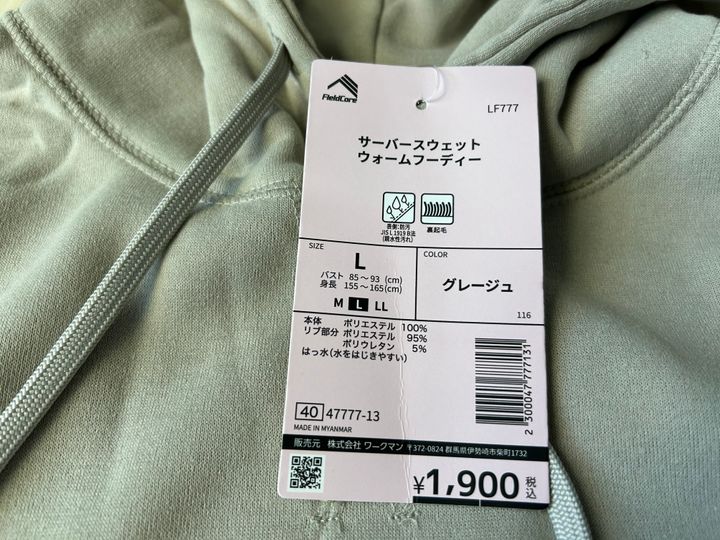 FieldCore
LF777
サーバースウェット
ウォームフーディー
表側:防汚
JIS L 1919 B法
(親水性汚れ)
裏起毛
SIZE
L
バスト 85～93 (cm)
身長 155～165(cm)
M L LL
COLOR
グレージュ
116
本体 ポリエステル 100%
リブ部分 ポリエステル 95%
ポリウレタン 5%
はっ水(水をはじきやすい)
2 300047 777131
40 47777-13
MADE IN MYANMAR
販売元 株式会社 ワークマン 〒372-0824 群馬県伊勢崎市柴町1732
¥1,900 税込